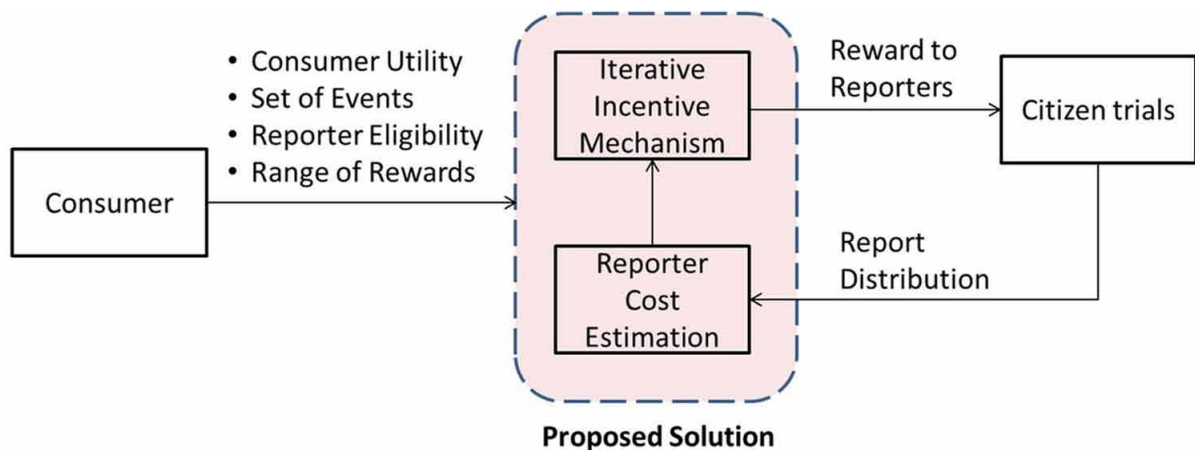 Consumer
• Consumer Utility
• Set of Events
• Reporter Eligibility
• Range of Rewards
Iterative
Incentive
Mechanism
Reporter
Cost
Estimation
Proposed Solution
Reward to
Reporters
Citizen trials
Report
Distribution